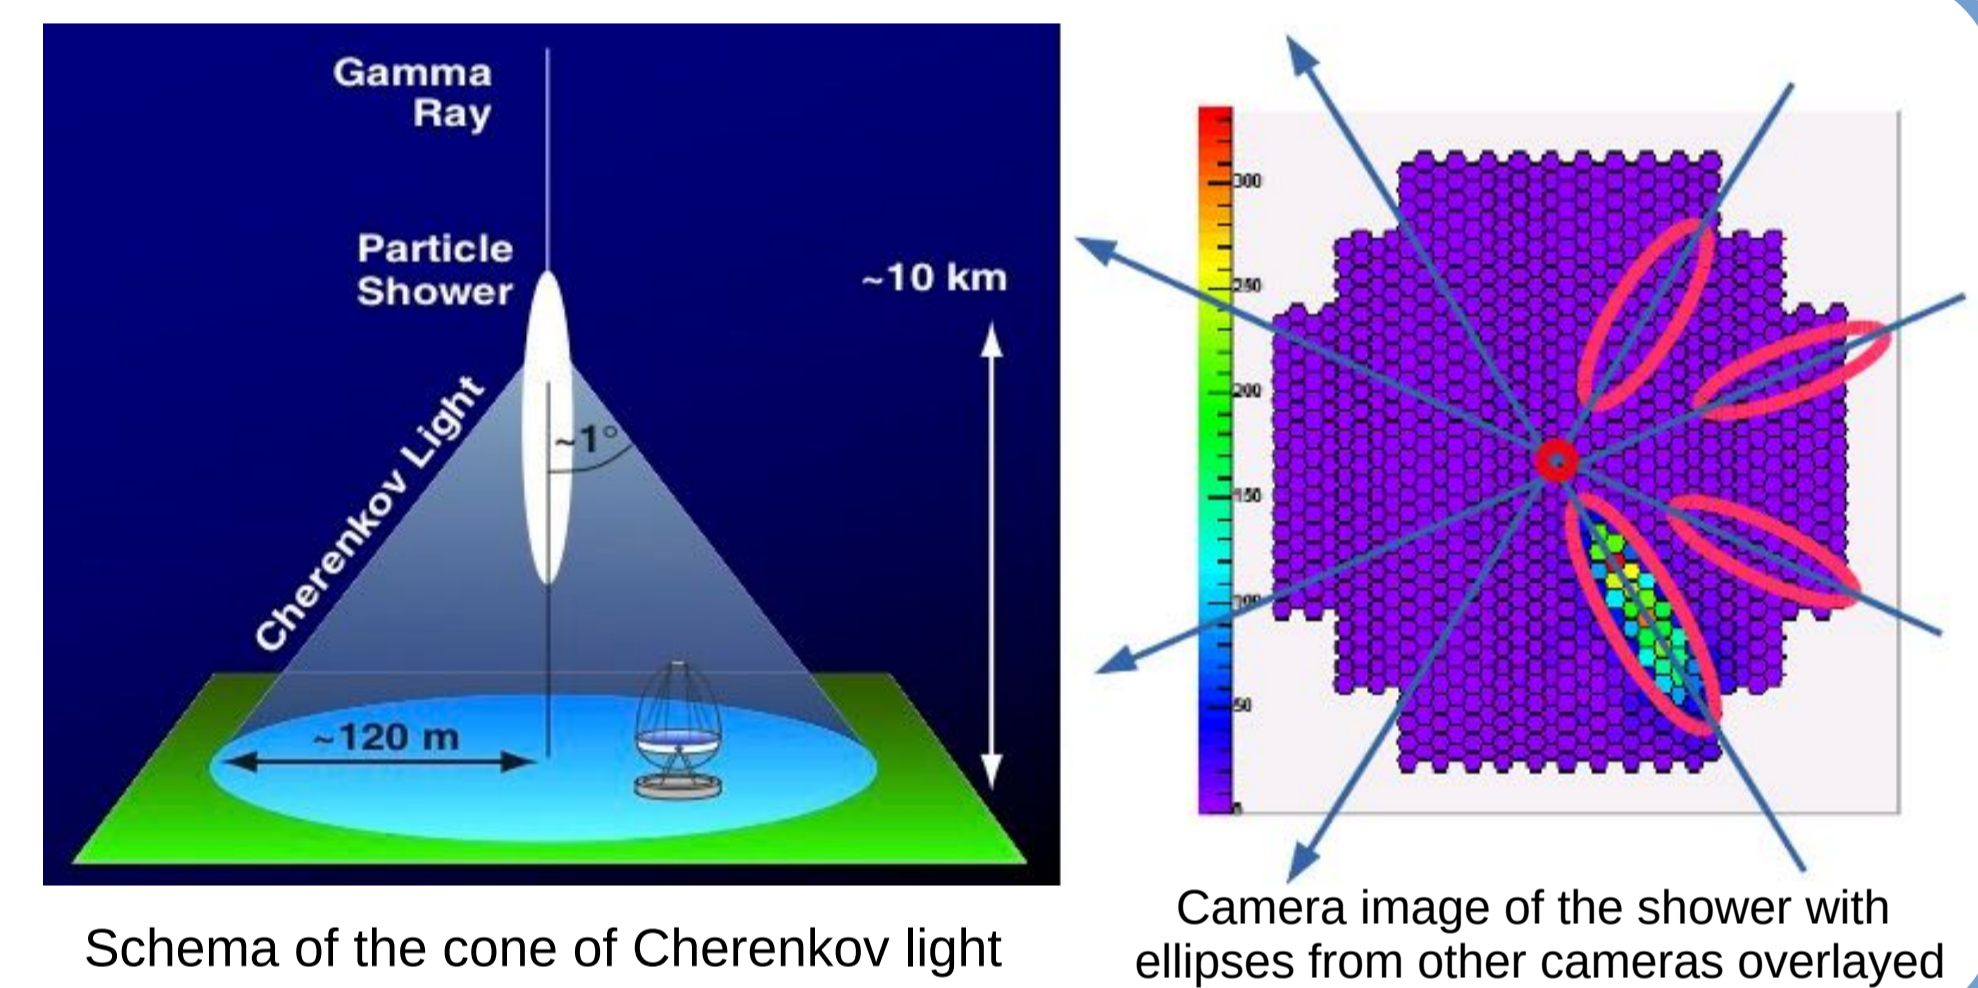 Gamma
Ray
Particle
Shower
~10 km
~1°
Cherenkov Light
~120 m
Schema of the cone of Cherenkov light
300
250
200
150
100
50
Camera image of the shower with
ellipses from other cameras overlayed